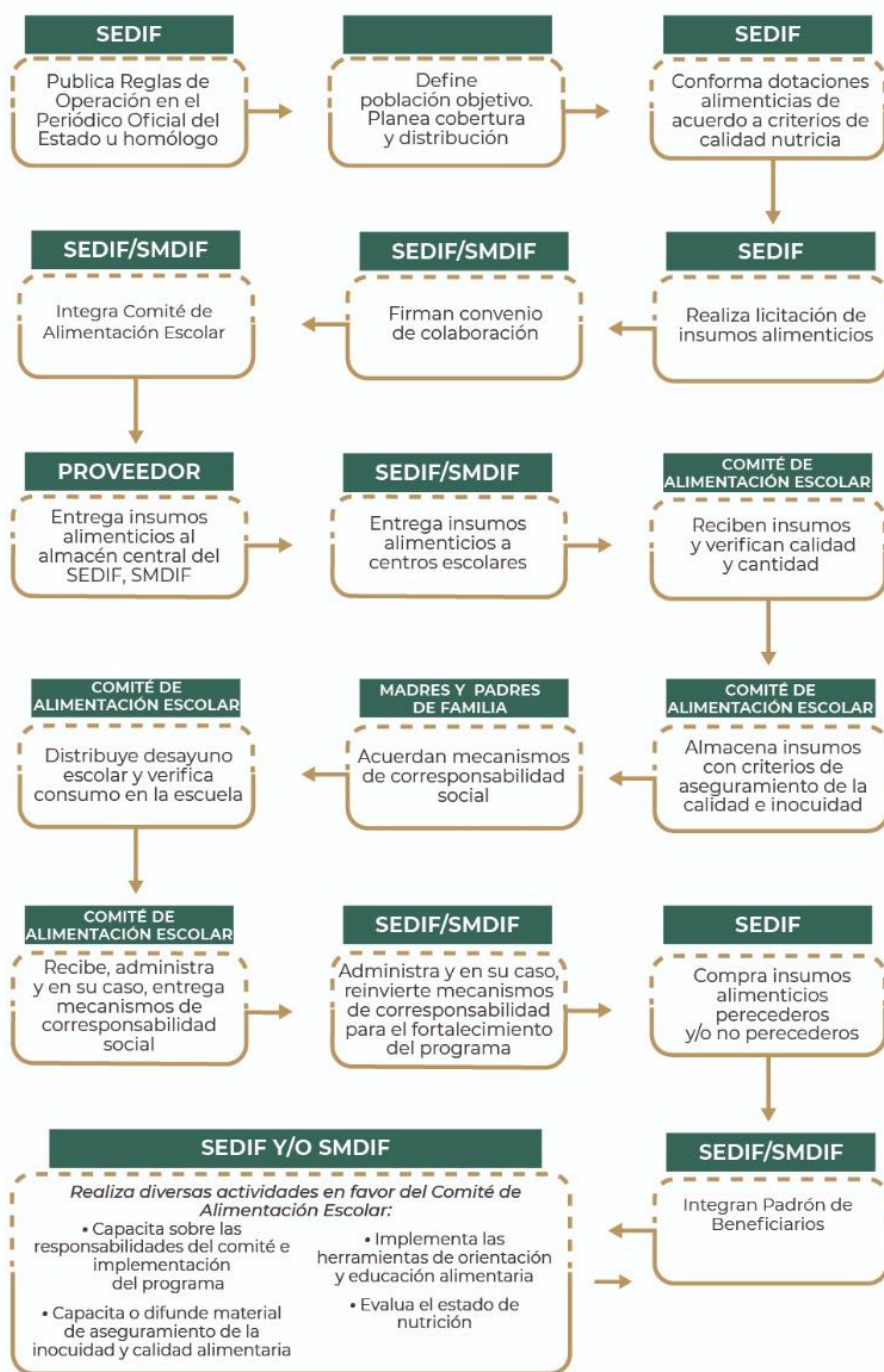 SEDIF
Publica Reglas de
Operación en el
Periódico Oficial del
Estado u homólogo
Define
población objetivo.
Planea cobertura
y distribución
SEDIF
Conforma dotaciones
alimenticias de
acuerdo a criterios de
calidad nutricia
SEDIF
Realiza licitación de
insumos alimenticios
SEDIF/SMDIF
Firman convenio
de colaboración
SEDIF/SMDIF
Integra Comité de
Alimentación Escolar
PROVEEDOR
Entrega insumos
alimenticios al
almacén central del
SEDIF, SMDIF
SEDIF/SMDIF
Entrega insumos
alimenticios a
centros escolares
COMITÉ DE
ALIMENTACIÓN ESCOLAR
Reciben insumos
y verifican calidad
y cantidad
COMITÉ DE
ALIMENTACIÓN ESCOLAR
Almacena insumos
con criterios de
aseguramiento de la
calidad e inocuidad
MADRES Y PADRES
DE FAMILIA
Acuerdan mecanismos
de corresponsabilidad
social
COMITÉ DE
ALIMENTACIÓN ESCOLAR
Distribuye desayuno
escolar y verifica
consumo en la escuela
COMITÉ DE
ALIMENTACIÓN ESCOLAR
Recibe, administra
y en su caso, entrega
mecanismos de
corresponsabilidad
social
SEDIF/SMDIF
Administra y en su caso,
reinvierte mecanismos
de corresponsabilidad
para el fortalecimiento
del programa
SEDIF
Compra insumos
alimenticios
perecederos
y/o no perecederos
SEDIF/SMDIF
Integran Padrón de
Beneficiarios
SEDIF Y/O SMDIF
Realiza diversas actividades en favor del Comité de
Alimentación Escolar:
• Capacita sobre las
responsabilidades del comité e
implementación
del programa
• Capacita o difunde material
de aseguramiento de la
inocuidad y calidad alimentaria
• Implementa las
herramientas de orientación
y educación alimentaria
• Evalua el estado de
nutrición